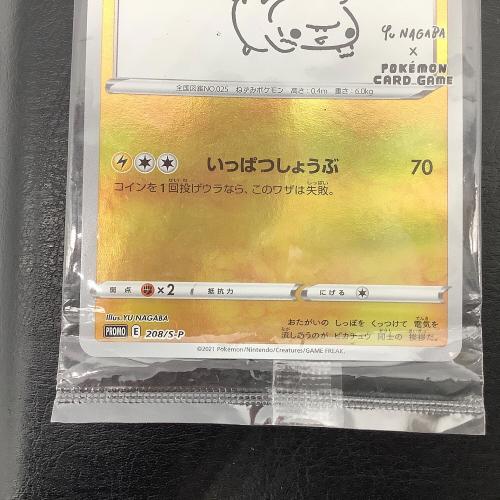 YU NAGABA
×
POKÉMON
CARD GAME
全国図鑑NO.025 ねずみポケモン 高さ:0.4m 重さ:6.0kg
いっぱつしょうぶ 70
コインを1回投げウラなら、このワザは失敗。
弱点 ×2 抵抗力 にげる
Illus.YU NAGABA
PROMO E 208/S-P
おたがいの しっぽを くっつけて 電気を
流しあうのが ピカチュウ 同士の 挨拶だ。
©2021 Pokémon/Nintendo/Creatures/GAME FREAK.